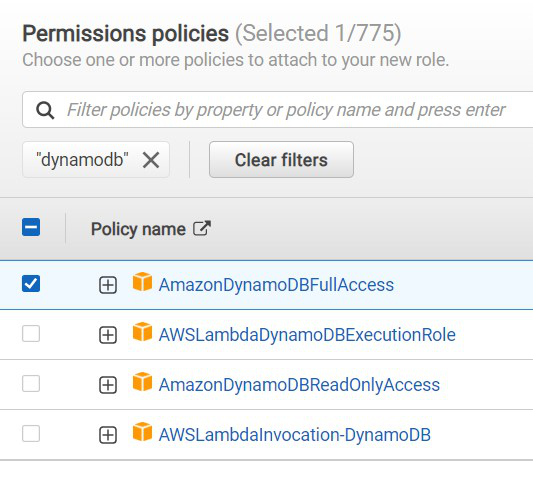 Permissions policies (Selected 1/775)
Choose one or more policies to attach to your new role.
Filter policies by property or policy name and press enter
"dynamodb"
Clear filters
Policy name
AmazonDynamoDBFullAccess
AWSLambdaDynamoDBExecutionRole
AmazonDynamoDBReadOnlyAccess
AWSLambdaInvocation-DynamoDB